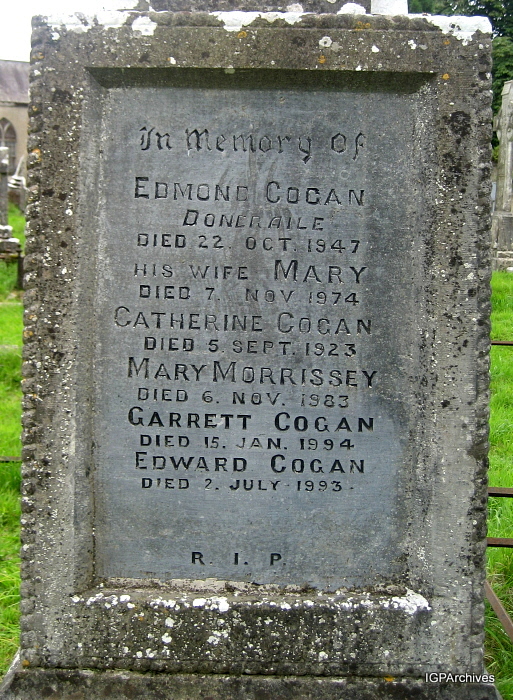 In Memory Of
EDMOND COGAN
DONERAILE
DIED 22. OCT. 1947
HIS WIFE MARY
DIED 7. NOV 1974
CATHERINE COGAN
DIED 5. SEPT. 1923
MARY MORRISSEY
DIED 6. NOV. 1983
GARRETT COGAN
DIED 15. JAN. 1994
EDWARD COGAN
DIED 2. JULY 1993.
R. I. P.
IGPArchives